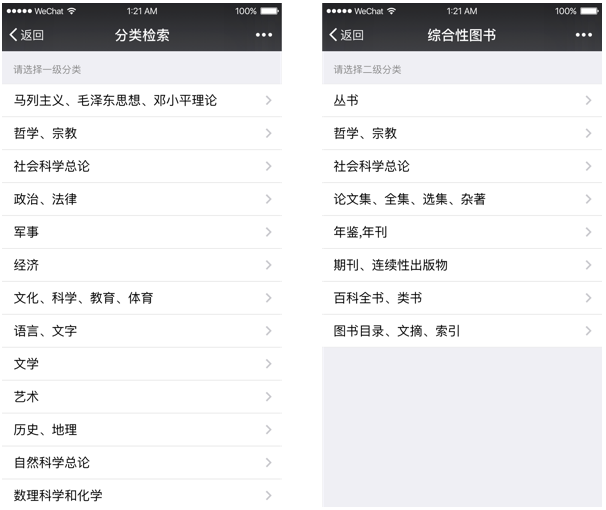 WeChat 1:21 AM 100%
返回 分类检索
请选择一级分类
马列主义、毛泽东思想、邓小平理论
哲学、宗教
社会科学总论
政治、法律
军事
经济
文化、科学、教育、体育
语言、文字
文学
艺术
历史、地理
自然科学总论
数理科学和化学
WeChat 1:21 AM 100%
返回 综合性图书
请选择二级分类
丛书
哲学、宗教
社会科学总论
论文集、全集、选集、杂著
年鉴,年刊
期刊、连续性出版物
百科全书、类书
图书目录、文摘、索引